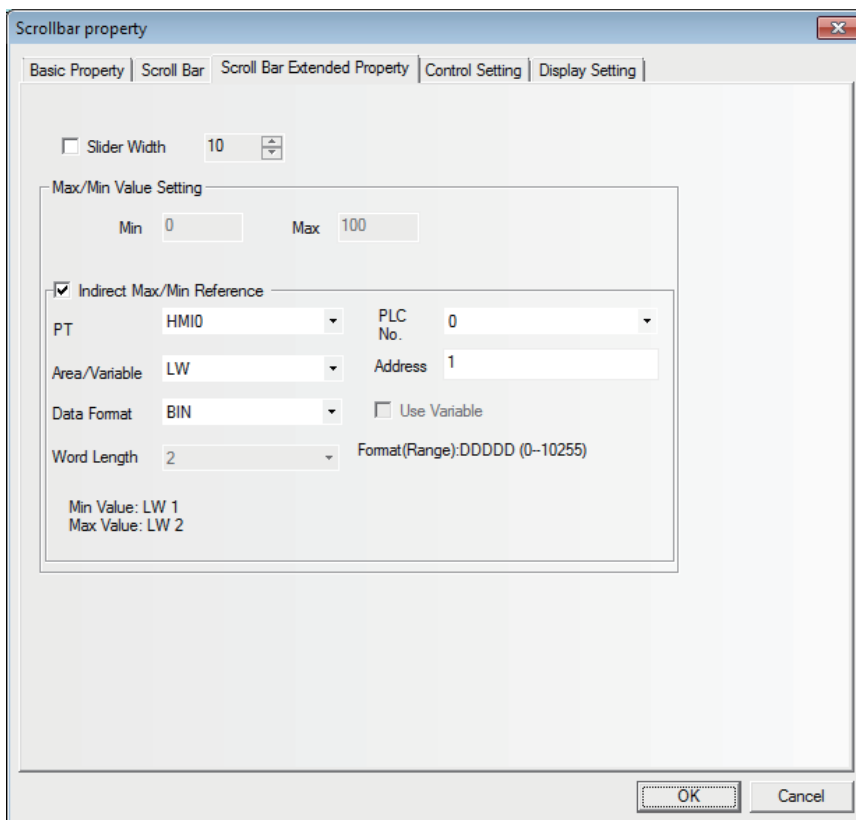 Scrollbar property
Basic Property Scroll Bar Scroll Bar Extended Property Control Setting Display Setting
Slider Width 10
Max/Min Value Setting
Min 0 Max 100
Indirect Max/Min Reference
PT HMI0 PLC No. 0
Area/Variable LW Address 1
Data Format BIN Use Variable
Word Length 2 Format(Range):DDDDD (0--10255)
Min Value: LW 1
Max Value: LW 2
OK Cancel